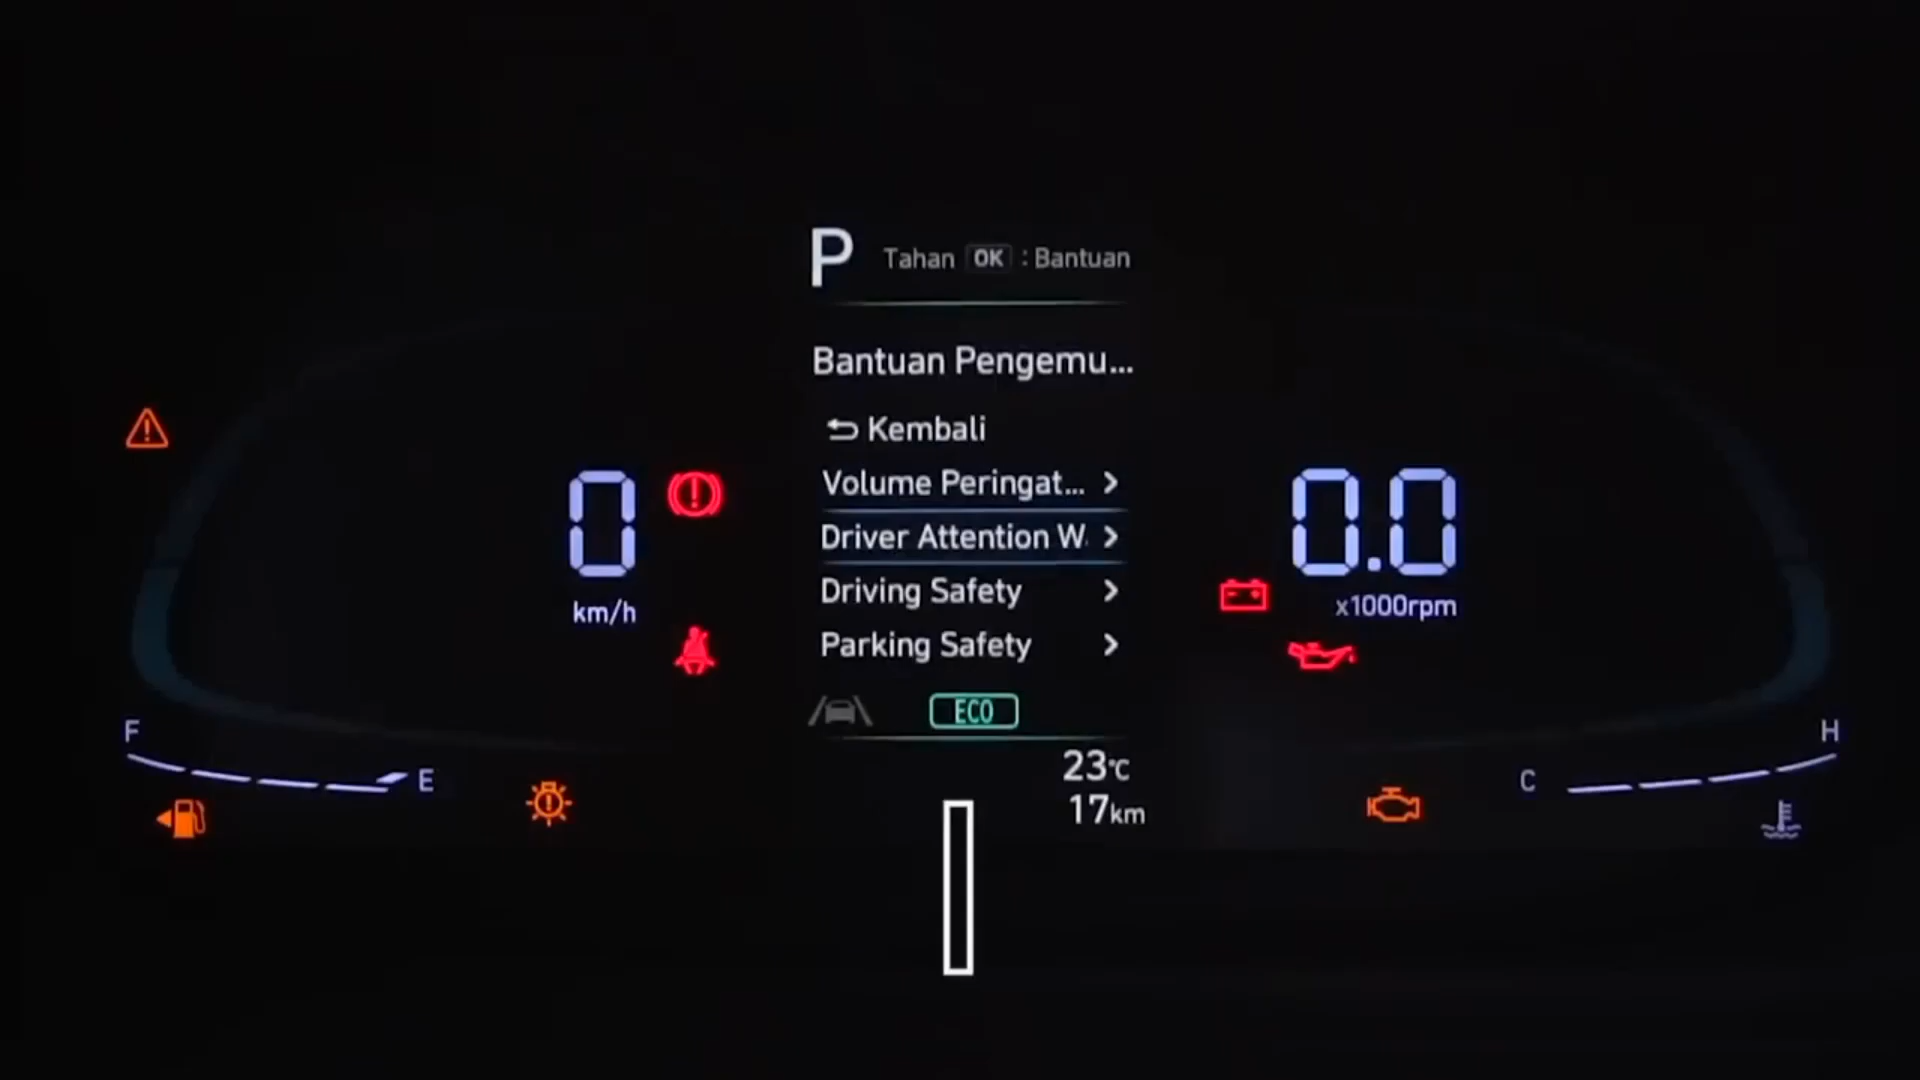 P Tahan OK : Bantuan
Bantuan Pengemu...
Kembali
Volume Peringat...
Driver Attention W
Driving Safety
Parking Safety
ECO
23°C
17km
0
km/h
0.0
x1000rpm
F
E
C
H